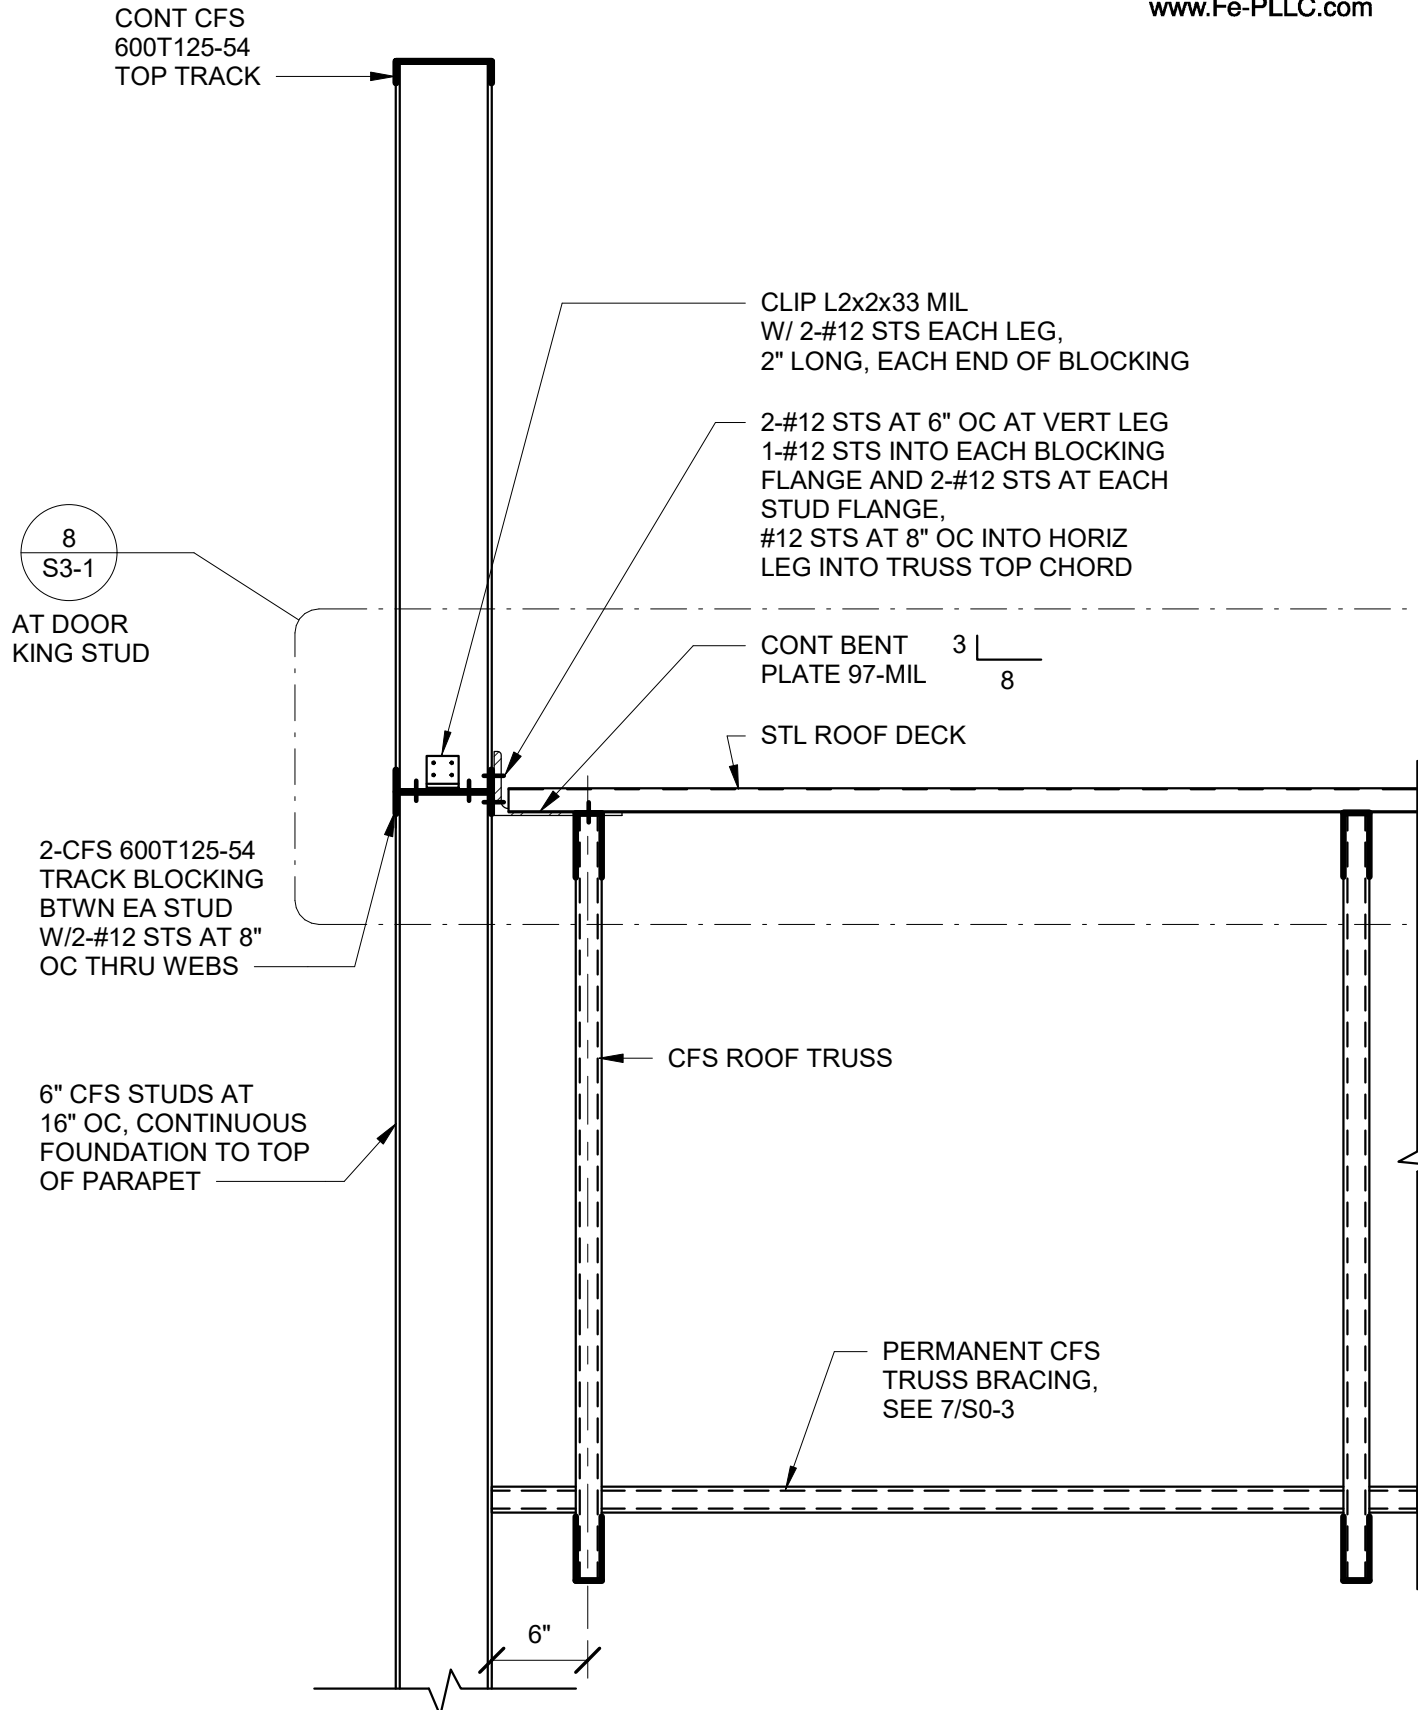 www.Fe-PLLC.com
CONT CFS
600T125-54
TOP TRACK
CLIP L2x2x33 MIL
W/ 2-#12 STS EACH LEG,
2" LONG, EACH END OF BLOCKING
2-#12 STS AT 6" OC AT VERT LEG
1-#12 STS INTO EACH BLOCKING
FLANGE AND 2-#12 STS AT EACH
STUD FLANGE,
#12 STS AT 8" OC INTO HORIZ
LEG INTO TRUSS TOP CHORD
8
S3-1
AT DOOR
KING STUD
CONT BENT
PLATE 97-MIL
3
8
STL ROOF DECK
2-CFS 600T125-54
TRACK BLOCKING
BTWN EA STUD
W/2-#12 STS AT 8"
OC THRU WEBS
CFS ROOF TRUSS
6" CFS STUDS AT
16" OC, CONTINUOUS
FOUNDATION TO TOP
OF PARAPET
PERMANENT CFS
TRUSS BRACING,
SEE 7/S0-3
6"